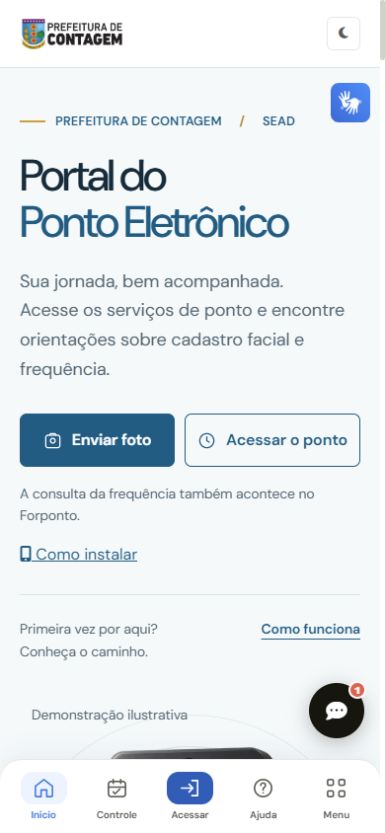 PREFEITURA DE
CONTAGEM
PREFEITURA DE CONTAGEM / SEAD
Portal do
Ponto Eletrônico
Sua jornada, bem acompanhada.
Acesse os serviços de ponto e encontre
orientações sobre cadastro facial e
frequência.
Enviar foto
Acessar o ponto
A consulta da frequência também acontece no
Forponto.
Como instalar
Primeira vez por aqui?
Conheça o caminho.
Como funciona
1
Demonstração ilustrativa
Início
Controle
Acessar
Ajuda
Menu